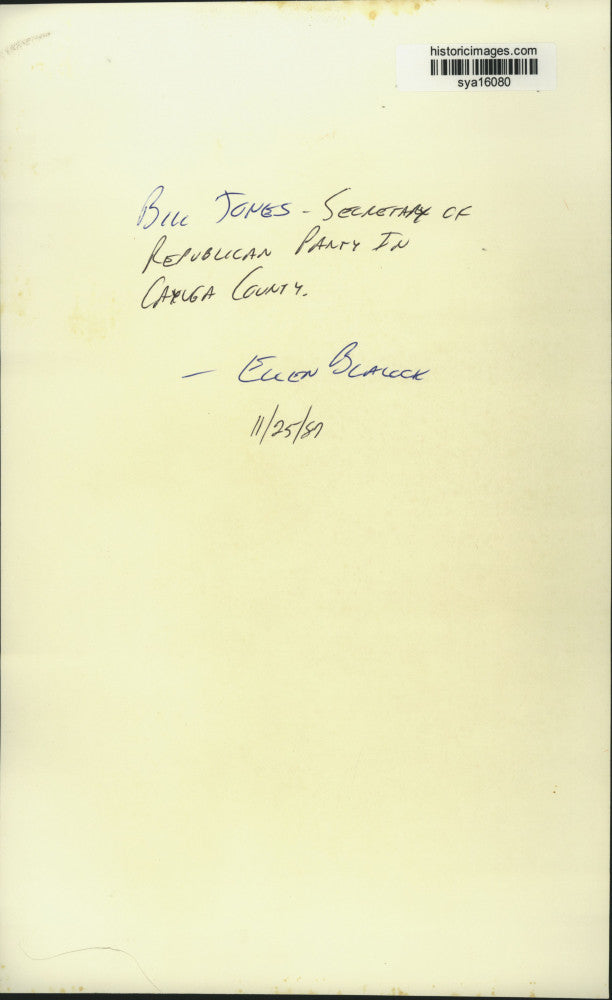 historicimages.com
sya16080
Bill Jones - Secretary of
Republican Party In
Cayuga County.
- Ellen Blalock
11/25/87